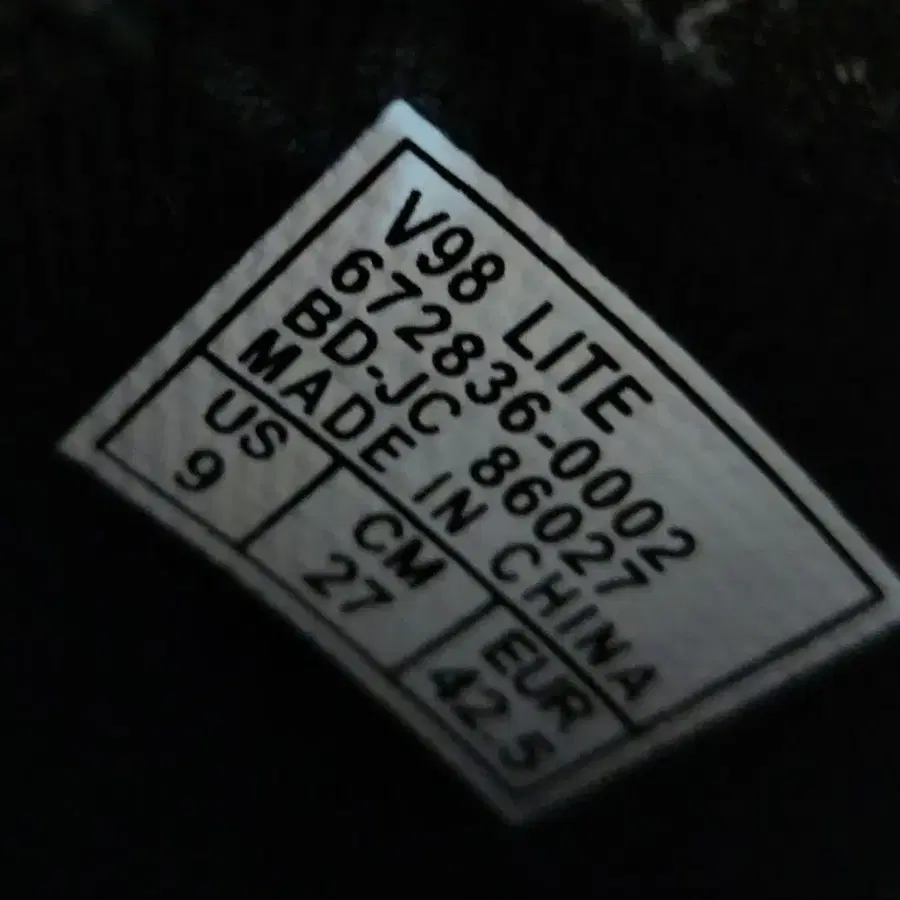 V98 LITE
672836-0002
BD-JC 86027
MADE IN CHINA
US
9
CM
27
EUR
42.5